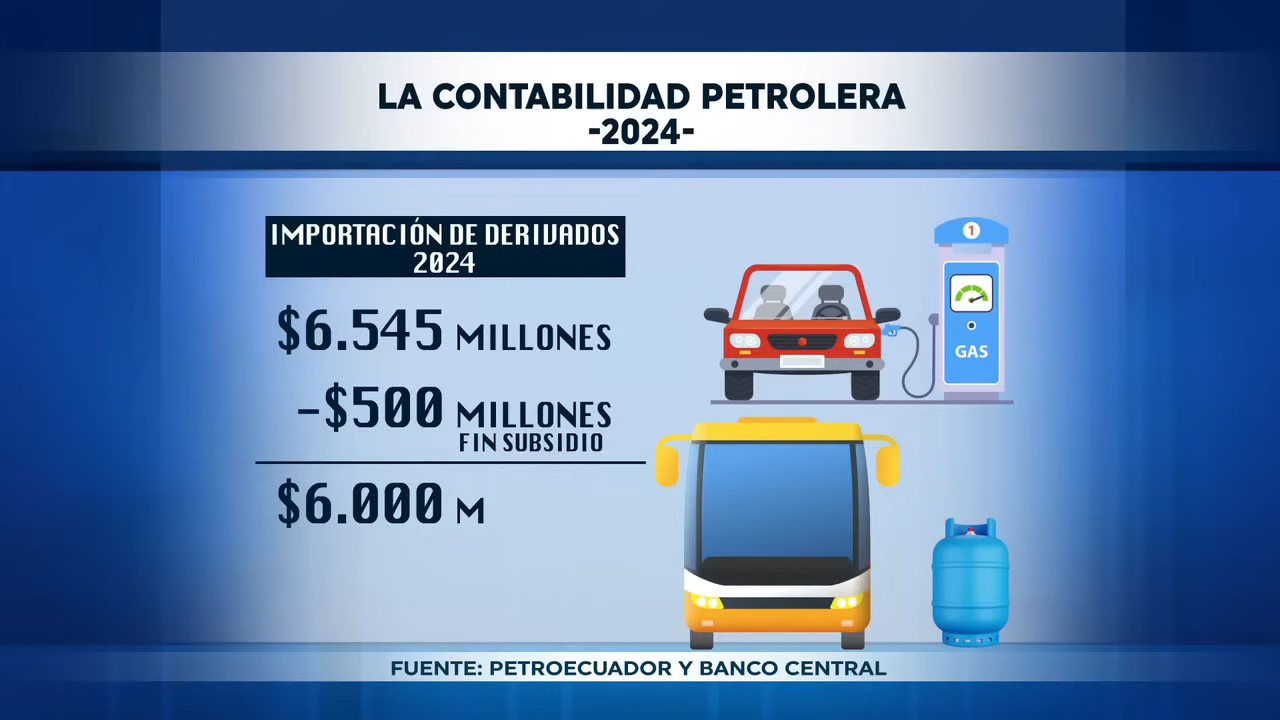 LA CONTABILIDAD PETROLERA
-2024-
IMPORTACIÓN DE DERIVADOS
2024
$6.545 MILLONES
-$500 MILLONES
FIN SUBSIDIO
$6.000 M
1
GAS
FUENTE: PETROECUADOR Y BANCO CENTRAL